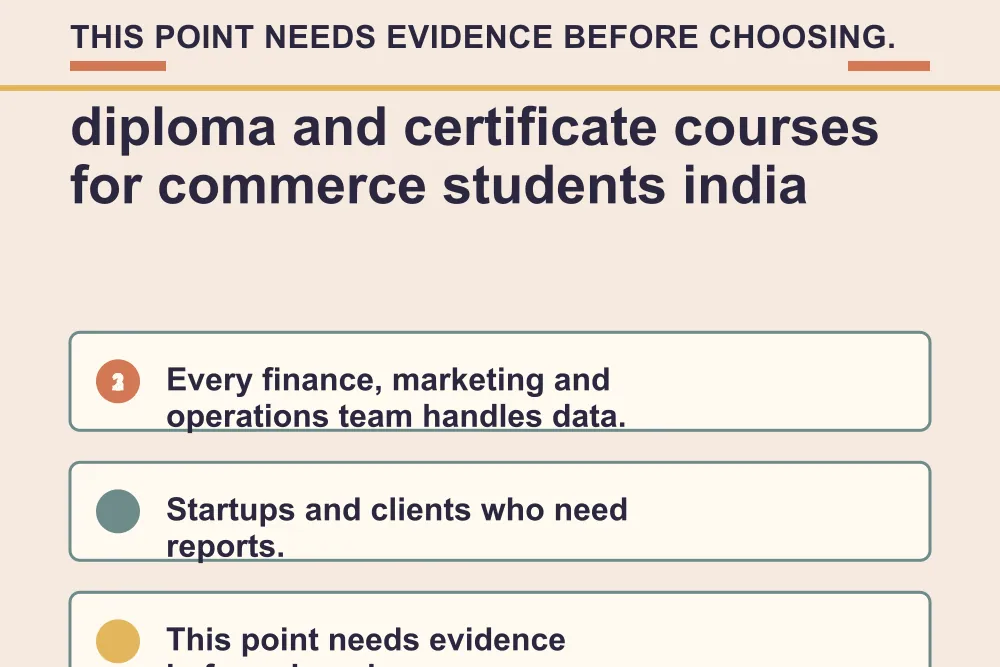 THIS POINT NEEDS EVIDENCE BEFORE CHOOSING.
diploma and certificate courses
for commerce students india
Every finance, marketing and
operations team handles data.
Startups and clients who need
reports.
This point needs evidence